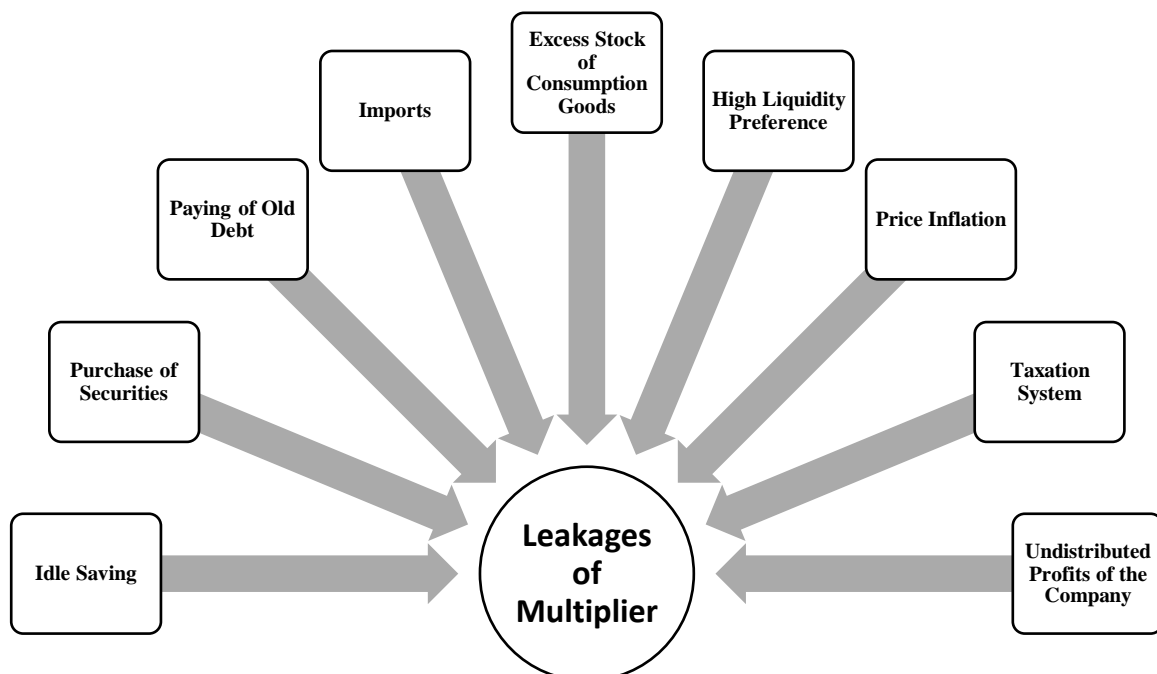 Excess Stock
of
Consumption
Goods
Imports
High Liquidity
Preference
Paying of Old
Debt
Price Inflation
Purchase of
Securities
Taxation
System
Idle Saving
Leakages
of
Multiplier
Undistributed
Profits of the
Company